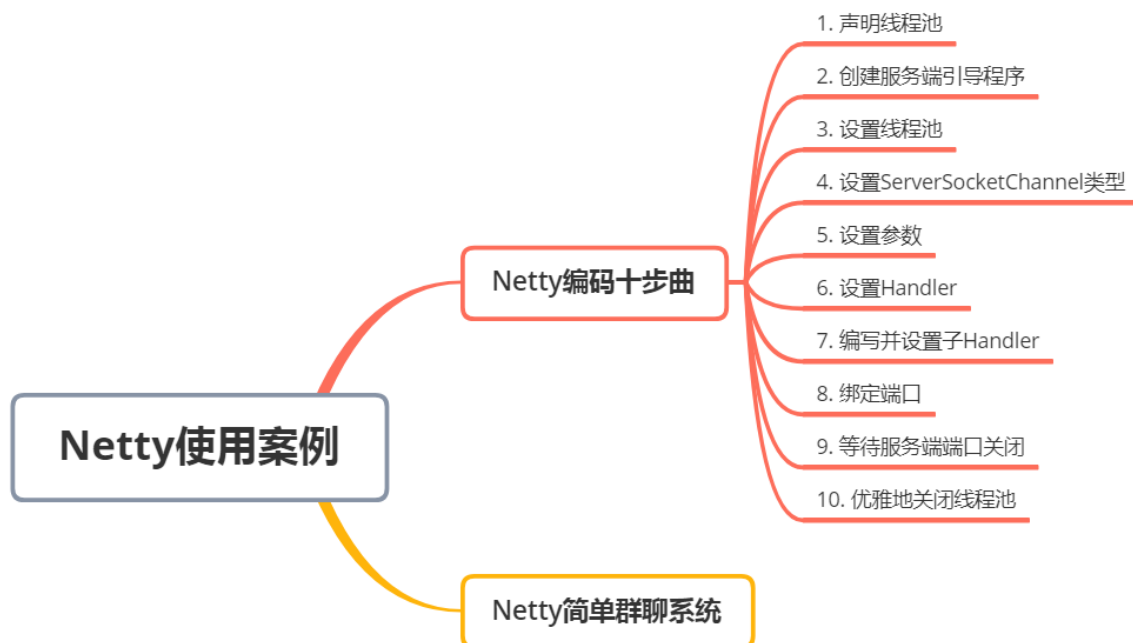 Netty使用案例
Netty编码十步曲
1. 声明线程池
2. 创建服务端引导程序
3. 设置线程池
4. 设置ServerSocketChannel类型
5. 设置参数
6. 设置Handler
7. 编写并设置子Handler
8. 绑定端口
9. 等待服务端端口关闭
10. 优雅地关闭线程池
Netty简单群聊系统